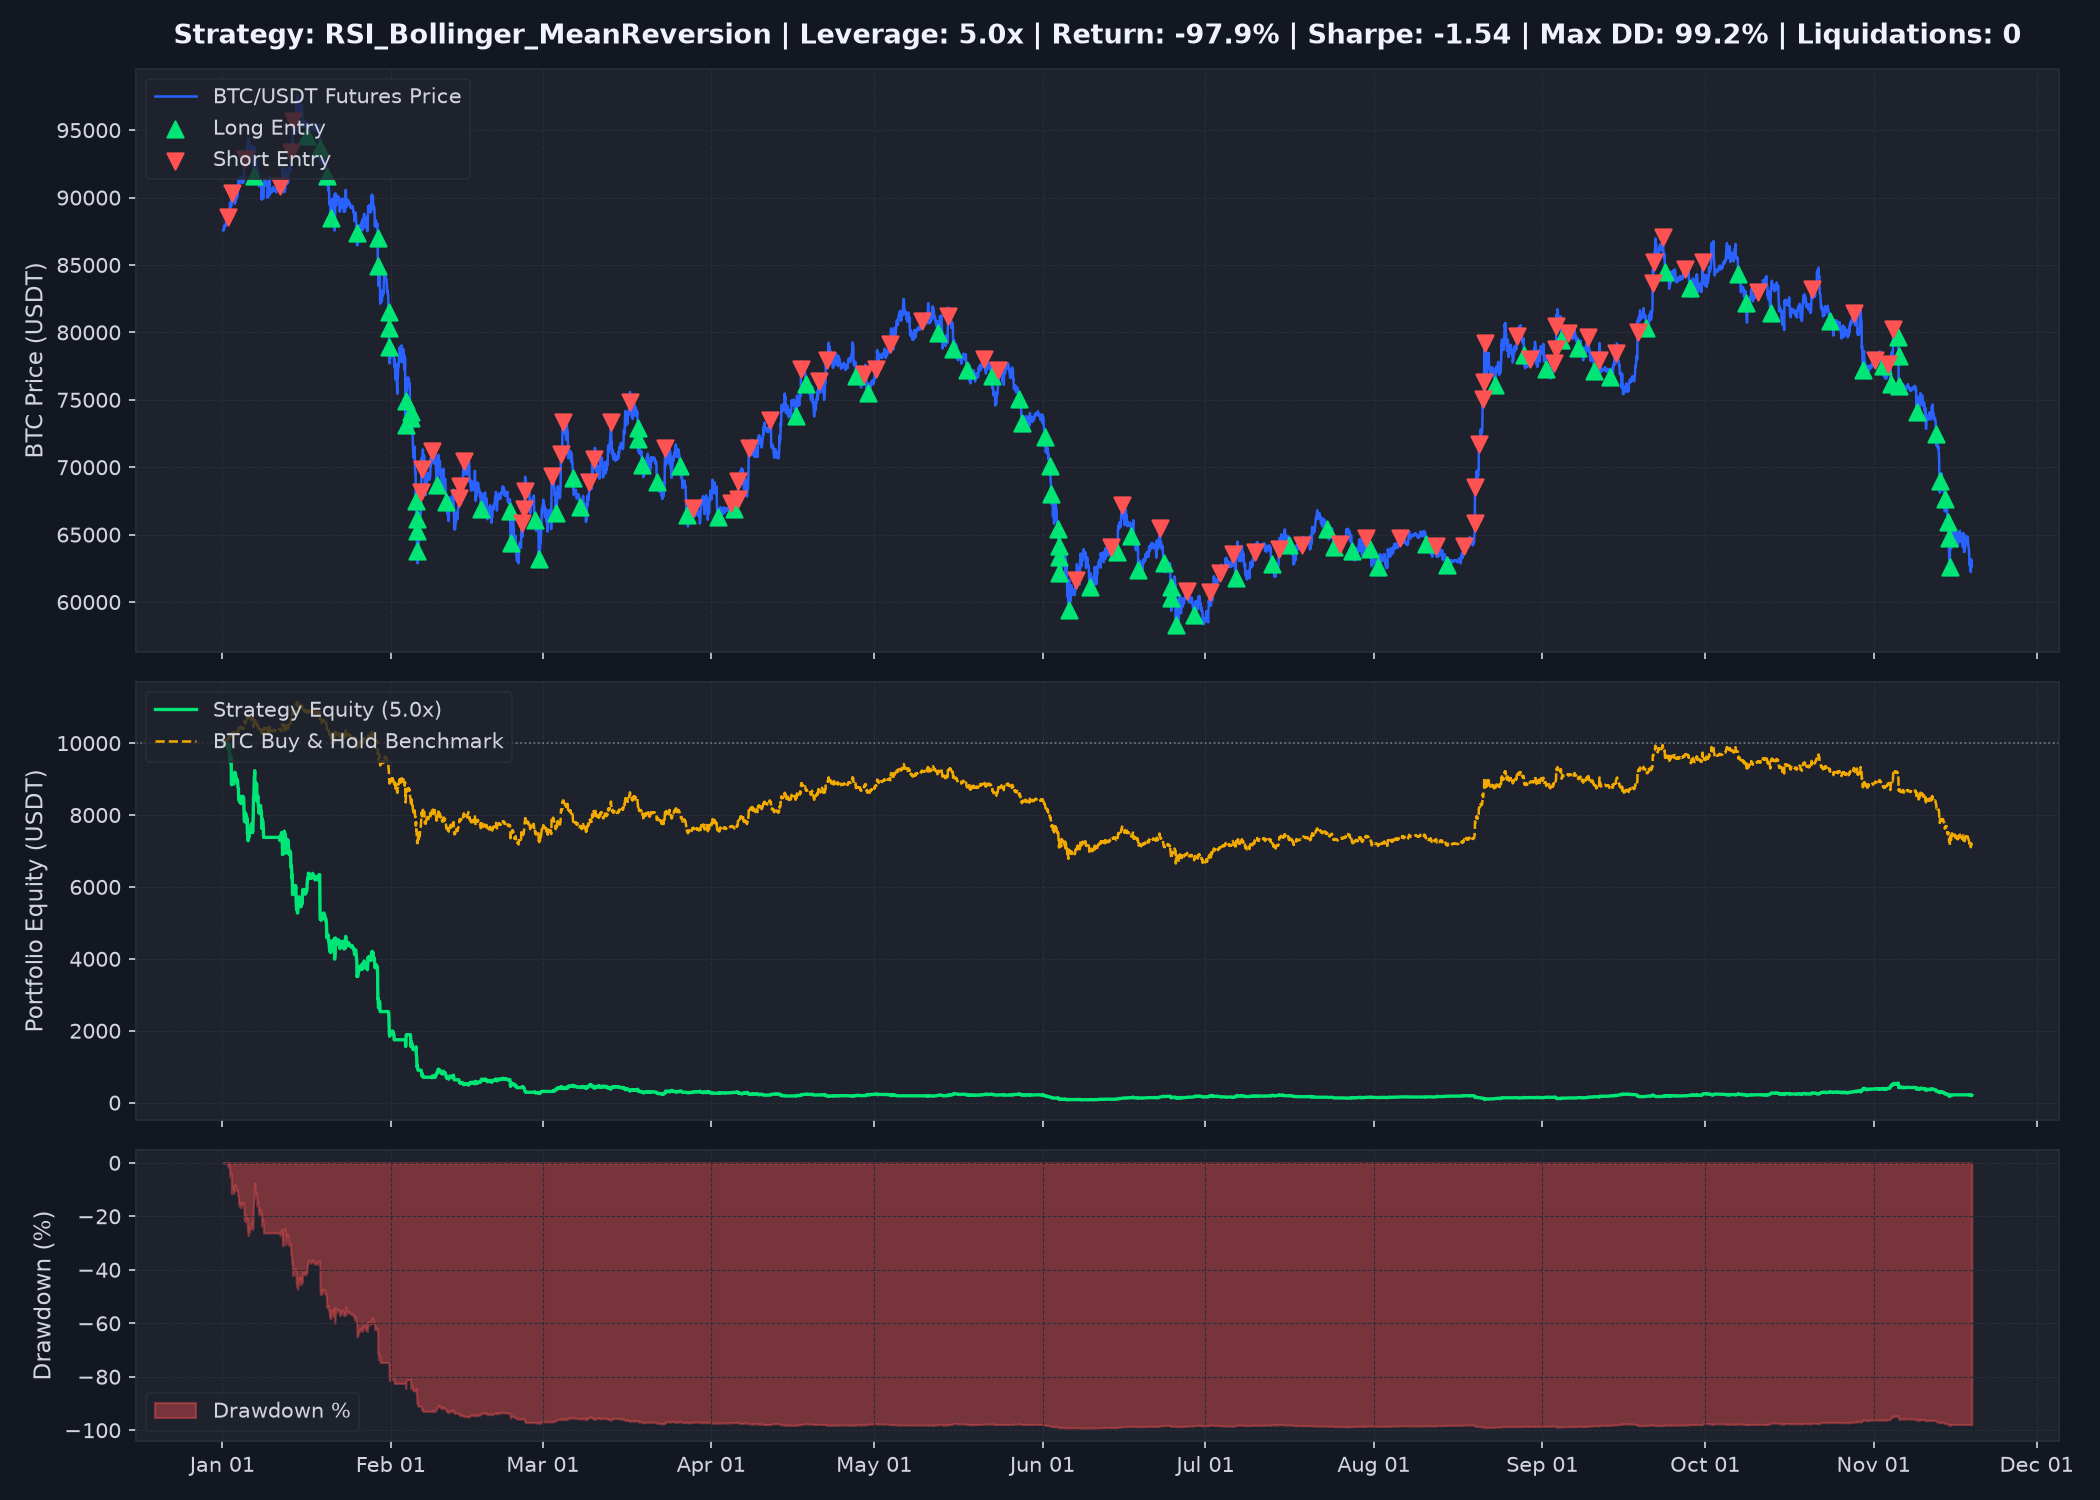 Strategy: RSI_Bollinger_MeanReversion | Leverage: 5.0x | Return: -97.9% | Sharpe: -1.54 | Max DD: 99.2% | Liquidations: 0
BTC/USDT Futures Price
Long Entry
Short Entry
BTC Price (USDT)
95000
90000
85000
80000
75000
70000
65000
60000
Strategy Equity (5.0x)
BTC Buy & Hold Benchmark
Portfolio Equity (USDT)
10000
8000
6000
4000
2000
0
Drawdown (%)
0
−20
−40
−60
−80
−100
Drawdown %
Jan 01
Feb 01
Mar 01
Apr 01
May 01
Jun 01
Jul 01
Aug 01
Sep 01
Oct 01
Nov 01
Dec 01